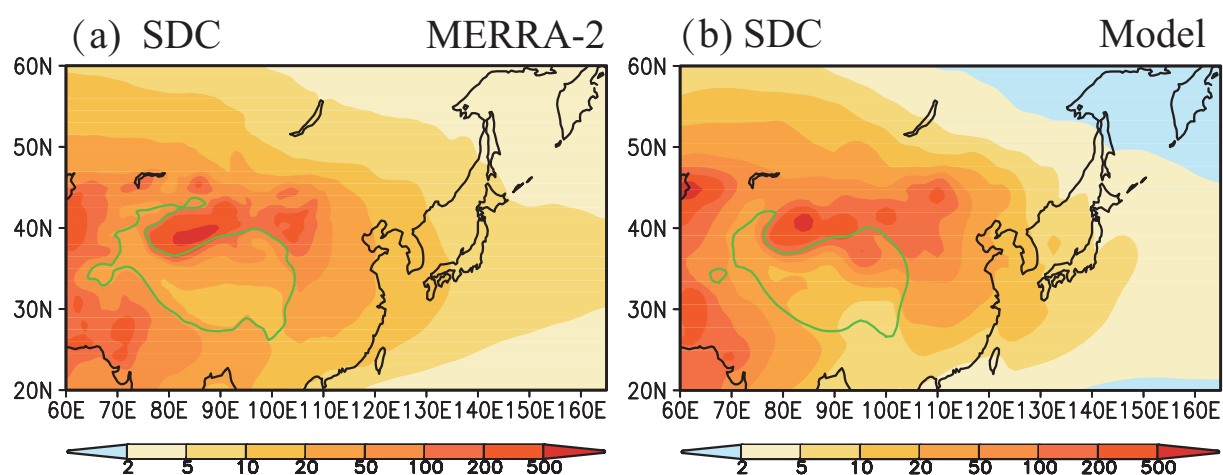 (a) SDC MERRA-2 (b) SDC Model
60N 60N
50N 50N
40N 40N
30N 30N
20N 20N
60E 70E 80E 90E 100E 110E 120E 130E 140E 150E 160E 60E 70E 80E 90E 100E 110E 120E 130E 140E 150E 160E
2 5 10 20 50 100 200 500 2 5 10 20 50 100 200 500